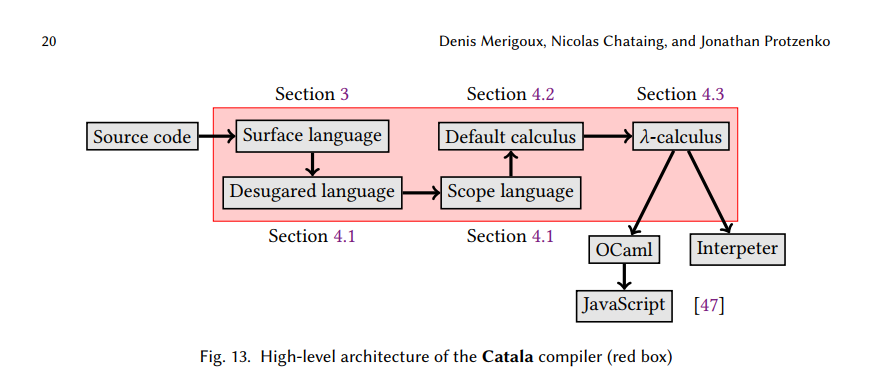 20
Denis Merigoux, Nicolas Chataing, and Jonathan Protzenko
Section 3
Section 4.2
Section 4.3
Source code
Surface language
Default calculus
λ-calculus
Desugared language
Scope language
Section 4.1
Section 4.1
OCaml
Interpeter
JavaScript
[47]
Fig. 13. High-level architecture of the Catala compiler (red box)